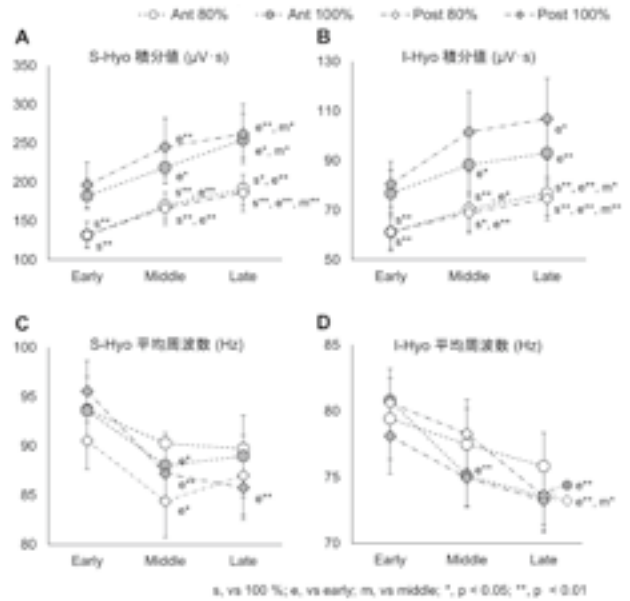 Ant 80% Ant 100% Post 80% Post 100%
A
S-Hyo 積分値 (μV·s)
350
300
250
200
150
100
s**
e**
e*
s**, e**
s**, e**
e**, m*
e*, m*
s*, e**
s**, e**, m**
Early Middle Late
B
I-Hyo 積分値 (μV·s)
130
110
90
70
50
s**
s**
e*
s**, e*
s*, e**
e*
e**
s**, e**, m*
s**, e**, m**
Early Middle Late
C
S-Hyo 平均周波数 (Hz)
100
95
90
85
80
e*
e**
e*
e**
Early Middle Late
D
I-Hyo 平均周波数 (Hz)
85
80
75
70
e**
e**
e**, m*
Early Middle Late
s, vs 100 %; e, vs early; m, vs middle; *, p < 0.05; **, p < 0.01